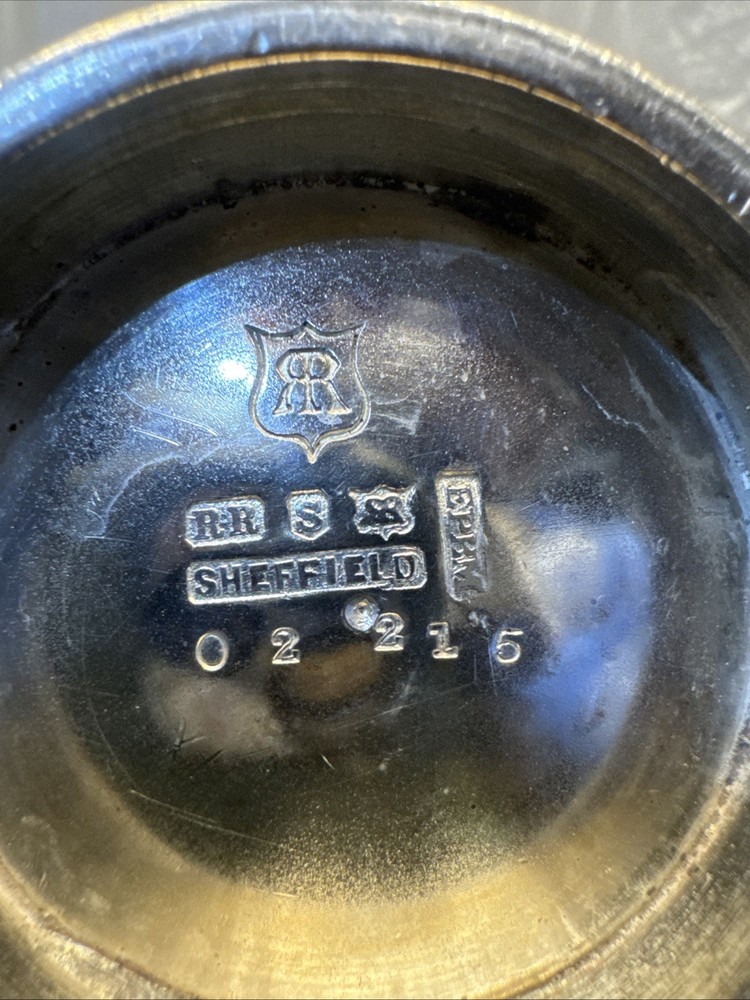 RR
RR S &
EPBM
SHEFFIELD
0 2 2 1 5